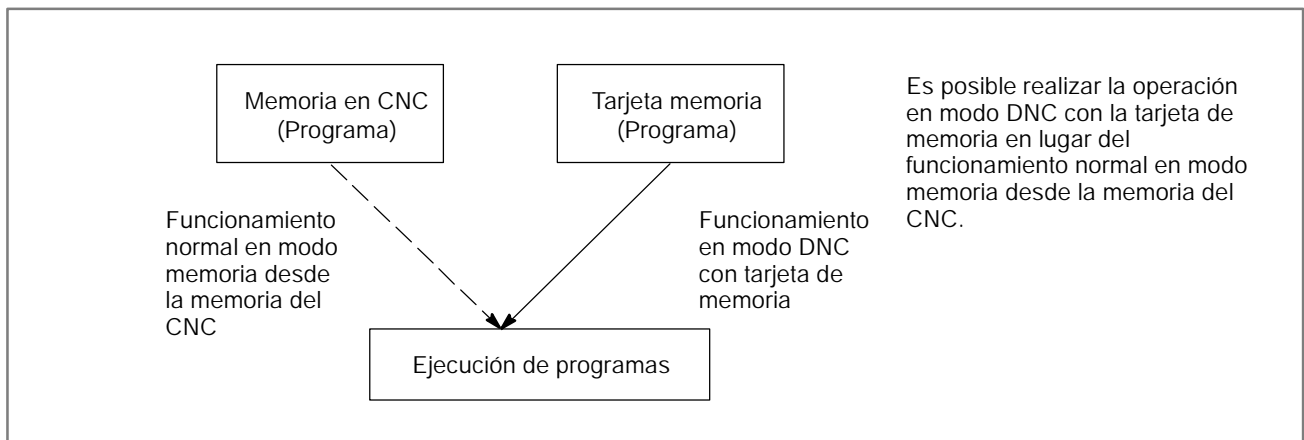 Memoria en CNC
(Programa)
Tarjeta memoria
(Programa)
Es posible realizar la operación
en modo DNC con la tarjeta de
memoria en lugar del
funcionamiento normal en modo
memoria desde la memoria del
CNC.
Funcionamiento
normal en modo
memoria desde
la memoria del
CNC
Funcionamiento
en modo DNC
con tarjeta de
memoria
Ejecución de programas